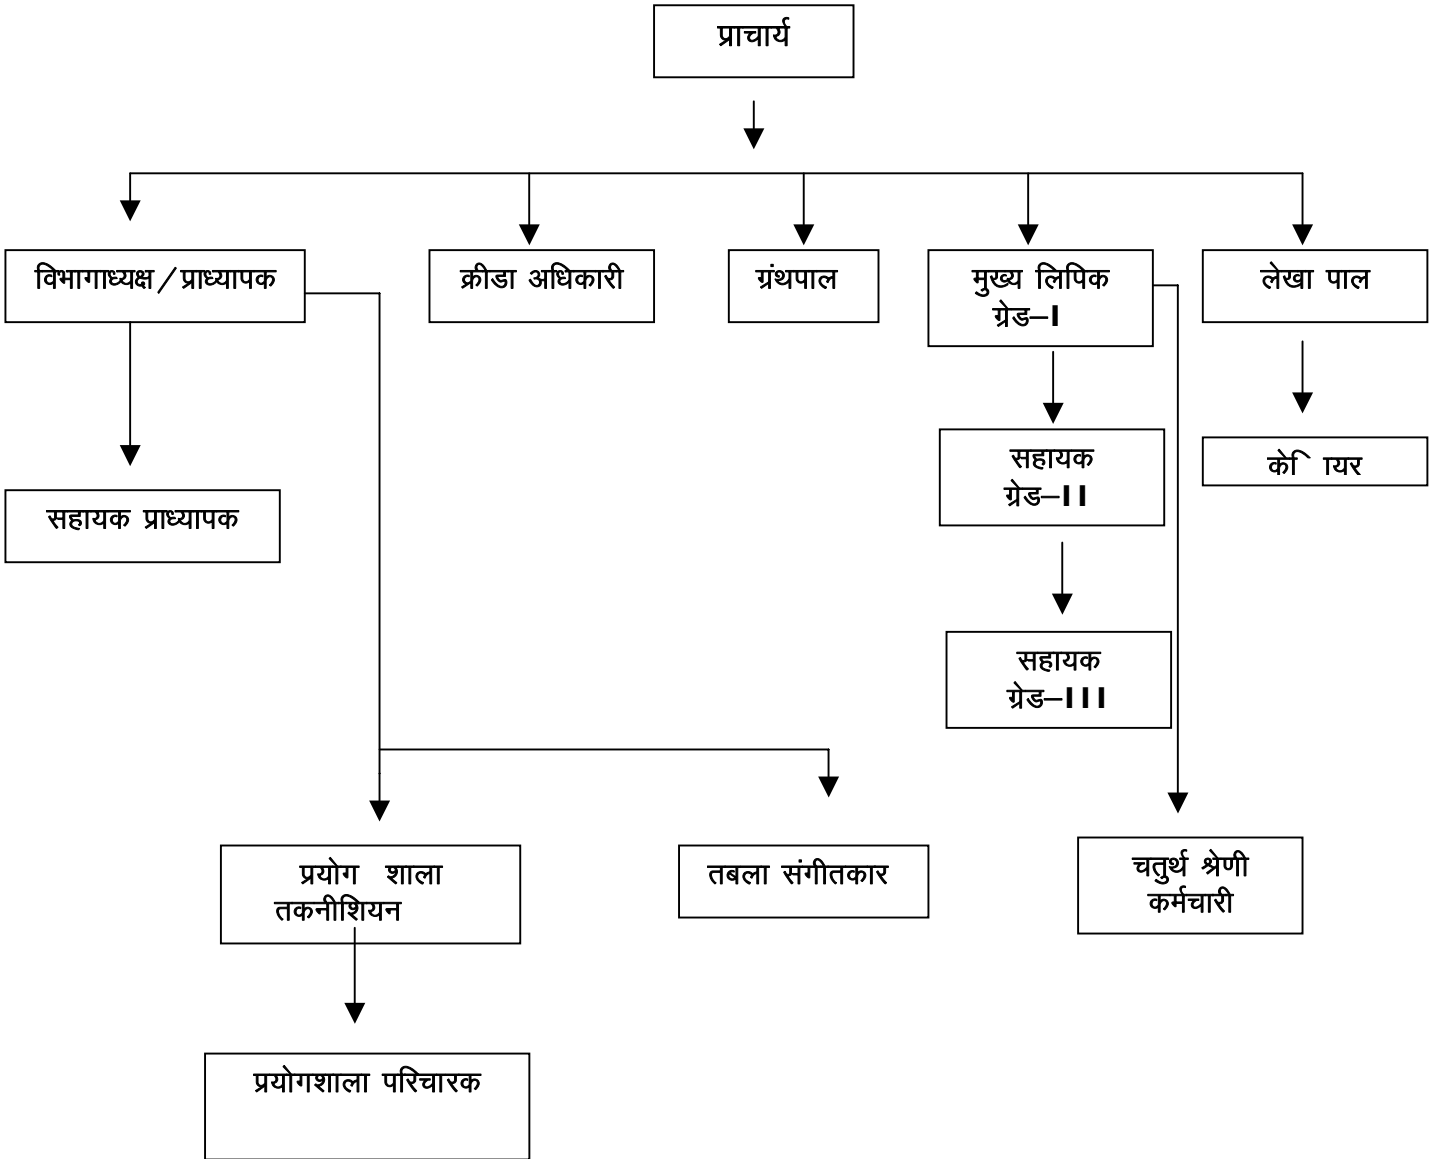 प्राचार्य
विभागाध्यक्ष/प्राध्यापक
क्रीडा अधिकारी
ग्रंथपाल
मुख्य लिपिक
ग्रेड–I
लेखा पाल
सहायक
ग्रेड–II
सहायक प्राध्यापक
सहायक
ग्रेड–III
प्रयोग शाला
तकनीशियन
तबला संगीतकार
चतुर्थ श्रेणी
कर्मचारी
प्रयोगशाला परिचारक